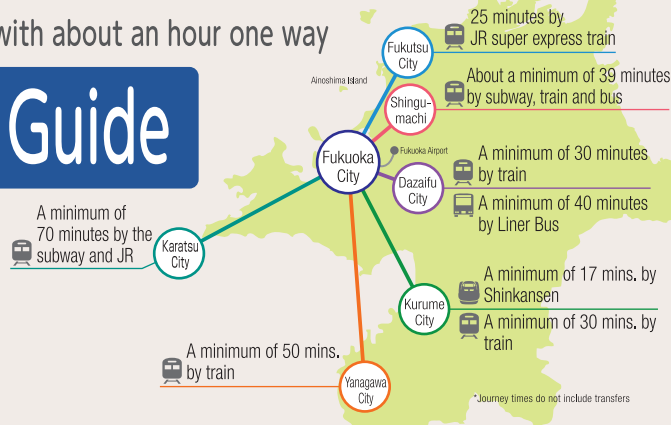 with about an hour one way
Guide
Fukutsu
City
25 minutes by
JR super express train
Ainoshima Island
Shingu-
machi
About a minimum of 39 minutes
by subway, train and bus
Fukuoka
City
Fukuoka Airport
Dazaifu
City
A minimum of 30 minutes
by train
A minimum of 40 minutes
by Liner Bus
A minimum of
70 minutes by the
subway and JR
Karatsu
City
Kurume
City
A minimum of 17 mins. by
Shinkansen
A minimum of 30 mins. by
train
A minimum of 50 mins.
by train
Yanagawa
City
*Journey times do not include transfers